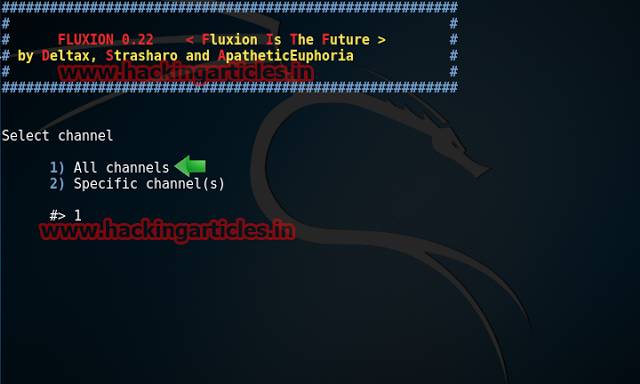 ##########################################################
# #
# FLUXION 0.22 < Fluxion Is The Future > #
# by Deltax, Strasharo and ApatheticEuphoria #
# www.hackingarticles.in #
##########################################################
Select channel
1) All channels
2) Specific channel(s)
#> 1
www.hackingarticles.in